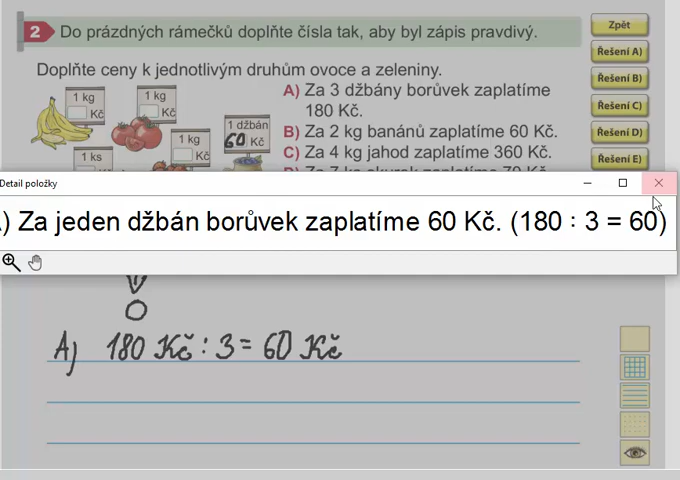 2 Do prázdných rámečků doplňte čísla tak, aby byl zápis pravdivý.
Zpět
Řešení A)
Řešení B)
Řešení C)
Řešení D)
Řešení E)
Doplňte ceny k jednotlivým druhům ovoce a zeleniny.
1 kg
Kč
1 kg
Kč
1 kg
Kč
1 džbán
60 Kč
1 ks
A) Za 3 džbány borůvek zaplatíme
180 Kč.
B) Za 2 kg banánů zaplatíme 60 Kč.
C) Za 4 kg jahod zaplatíme 360 Kč.
Detail položky
) Za jeden džbán borůvek zaplatíme 60 Kč. (180 : 3 = 60)
O
A) 180 Kč : 3 = 60 Kč